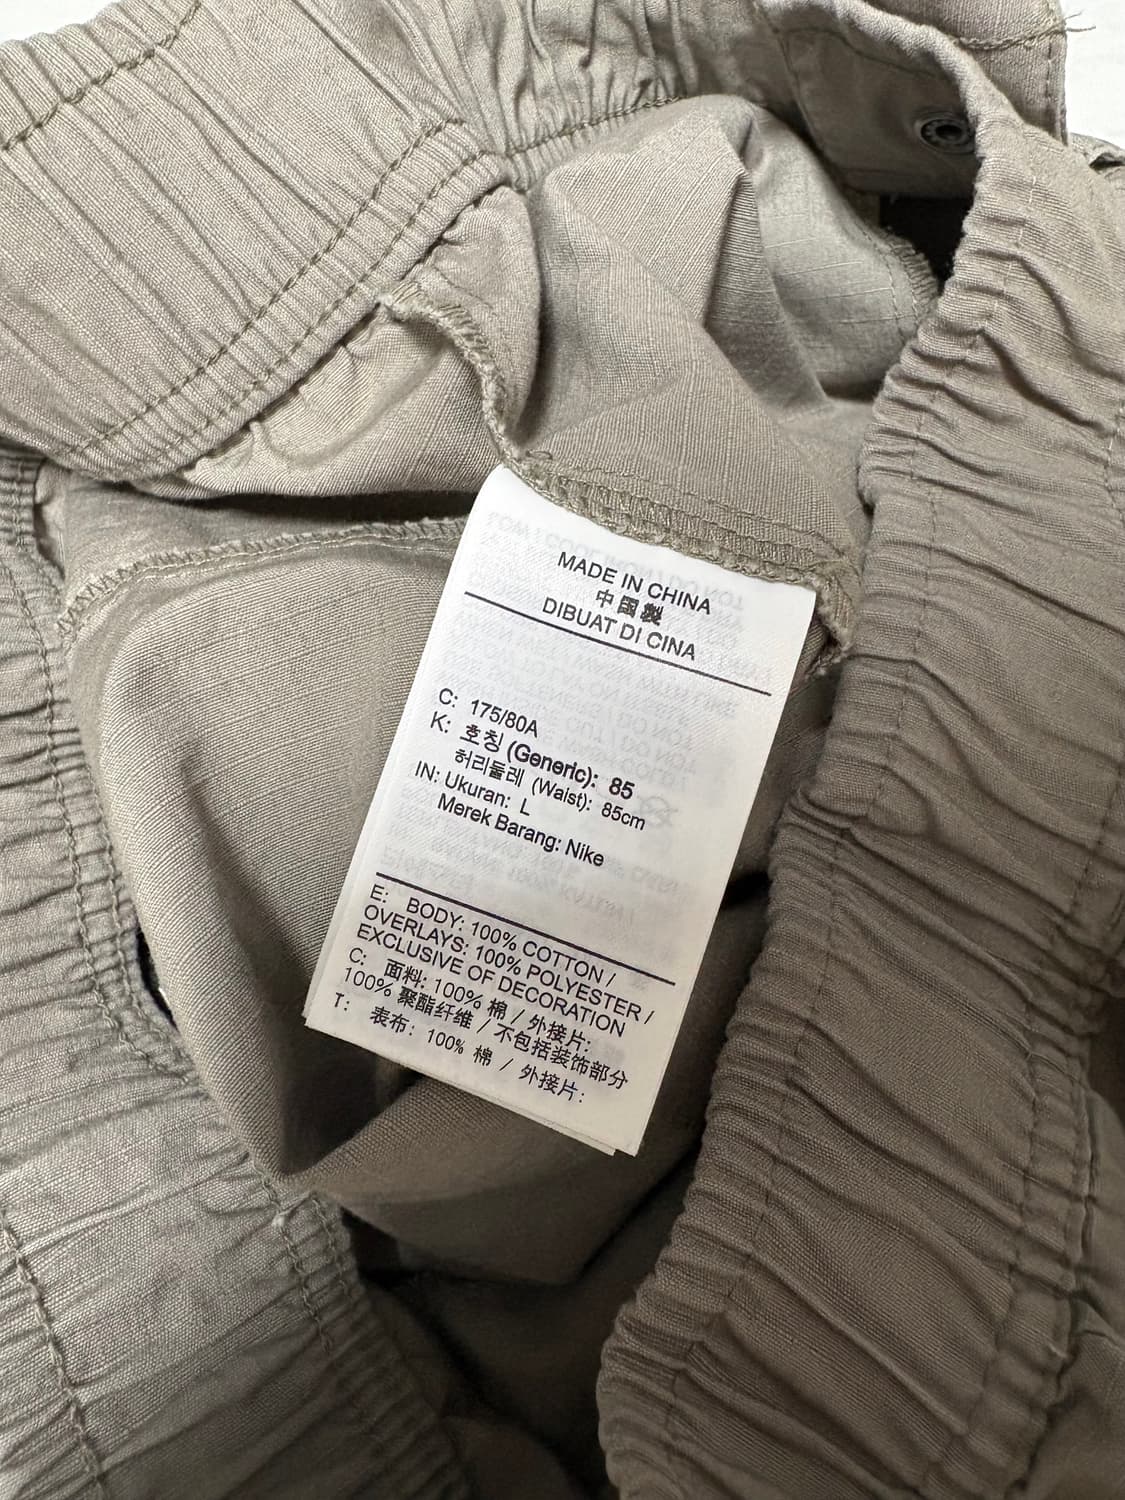 MADE IN CHINA
中国製
DIBUAT DI CINA
C: 175/80A
K: 호칭 (Generic): 85
허리둘레 (Waist): 85cm
IN: Ukuran: L
Merek Barang: Nike
E: BODY: 100% COTTON /
OVERLAYS: 100% POLYESTER /
EXCLUSIVE OF DECORATION
C: 面料: 100% 棉 / 外接片:
100% 聚酯纤维 / 不包括装饰部分
T: 表布: 100% 棉 / 外接片: